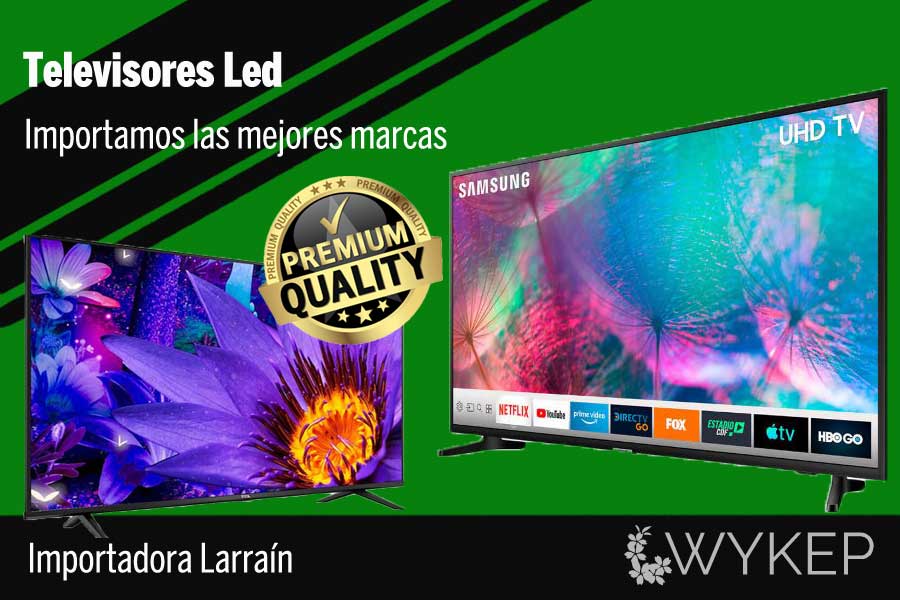 Televisores Led
Importamos las mejores marcas
PREMIUM QUALITY
PREMIUM QUALITY
PREMIUM
QUALITY
SAMSUNG
UHD TV
NETFLIX
YouTube
prime video
DIRECTV
GO
FOX
ESTADIO
CDF
tv
HBO GO
Importadora Larraín
WYKEP